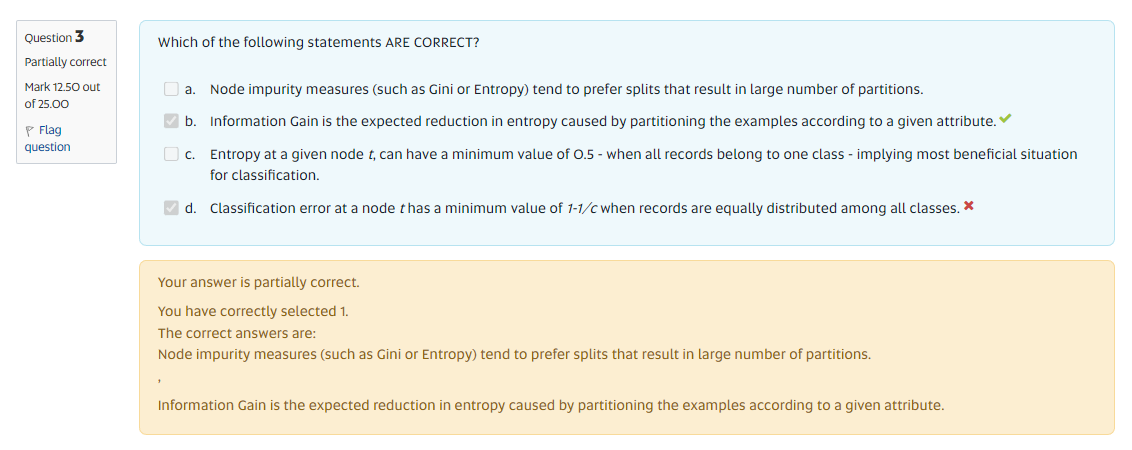 Question 3
Partially correct
Mark 12.50 out
of 25.00
Flag
question
Which of the following statements ARE CORRECT?
a. Node impurity measures (such as Gini or Entropy) tend to prefer splits that result in large number of partitions.
b. Information Gain is the expected reduction in entropy caused by partitioning the examples according to a given attribute.
c. Entropy at a given node t, can have a minimum value of 0.5 - when all records belong to one class - implying most beneficial situation
for classification.
d. Classification error at a node t has a minimum value of 1-1/c when records are equally distributed among all classes.
Your answer is partially correct.
You have correctly selected 1.
The correct answers are:
Node impurity measures (such as Gini or Entropy) tend to prefer splits that result in large number of partitions.
,
Information Gain is the expected reduction in entropy caused by partitioning the examples according to a given attribute.